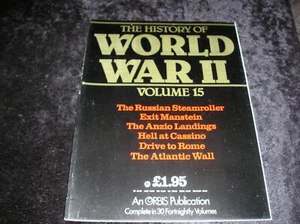 THE HISTORY OF
WORLD
WAR II
VOLUME 15
The Russian Steamroller
Exit Manstein
The Anzio Landings
Hell at Cassino
Drive to Rome
The Atlantic Wall
£1.95
An ORBIS Publication
Complete in 30 Fortnightly Volumes